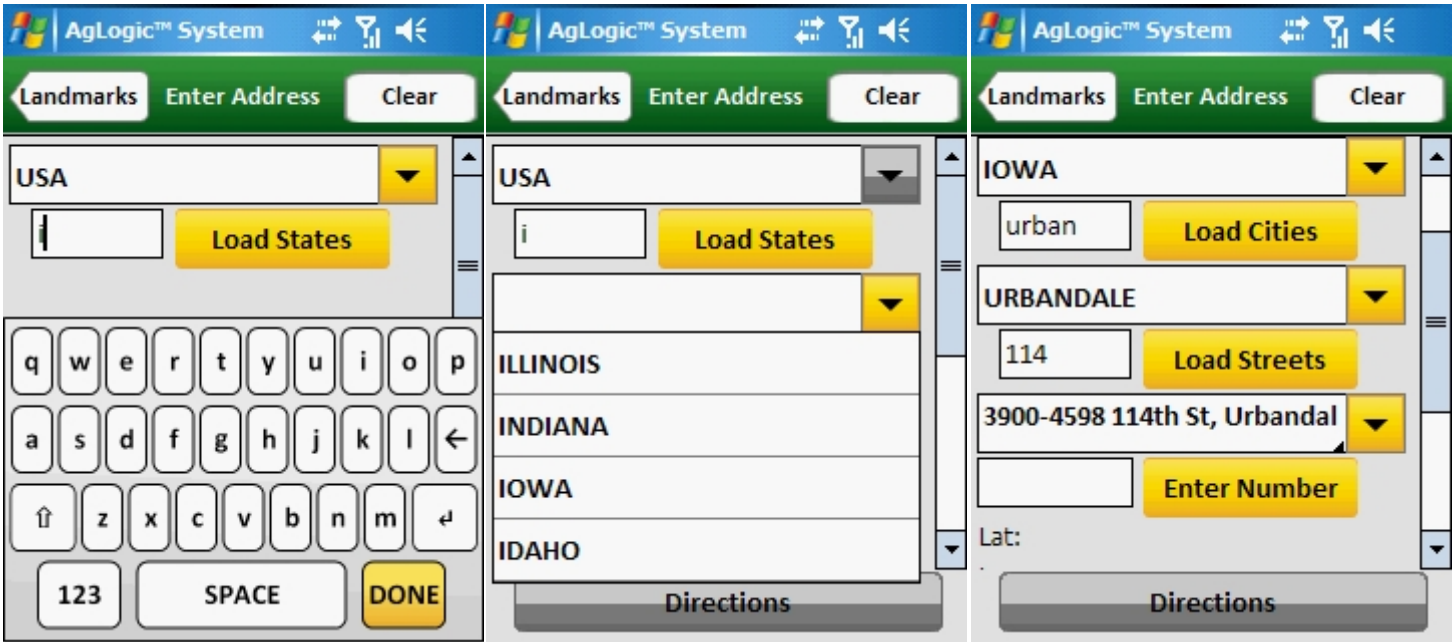 AgLogic™ System
Landmarks Enter Address Clear
USA
i Load States
q w e r t y u i o p
a s d f g h j k l ←
⇧ z x c v b n m ↵
123 SPACE DONE
AgLogic™ System
Landmarks Enter Address Clear
USA
i Load States
ILLINOIS
INDIANA
IOWA
IDAHO
Directions
AgLogic™ System
Landmarks Enter Address Clear
IOWA
urban Load Cities
URBANDALE
114 Load Streets
3900-4598 114th St, Urbandal
Enter Number
Lat:
Directions